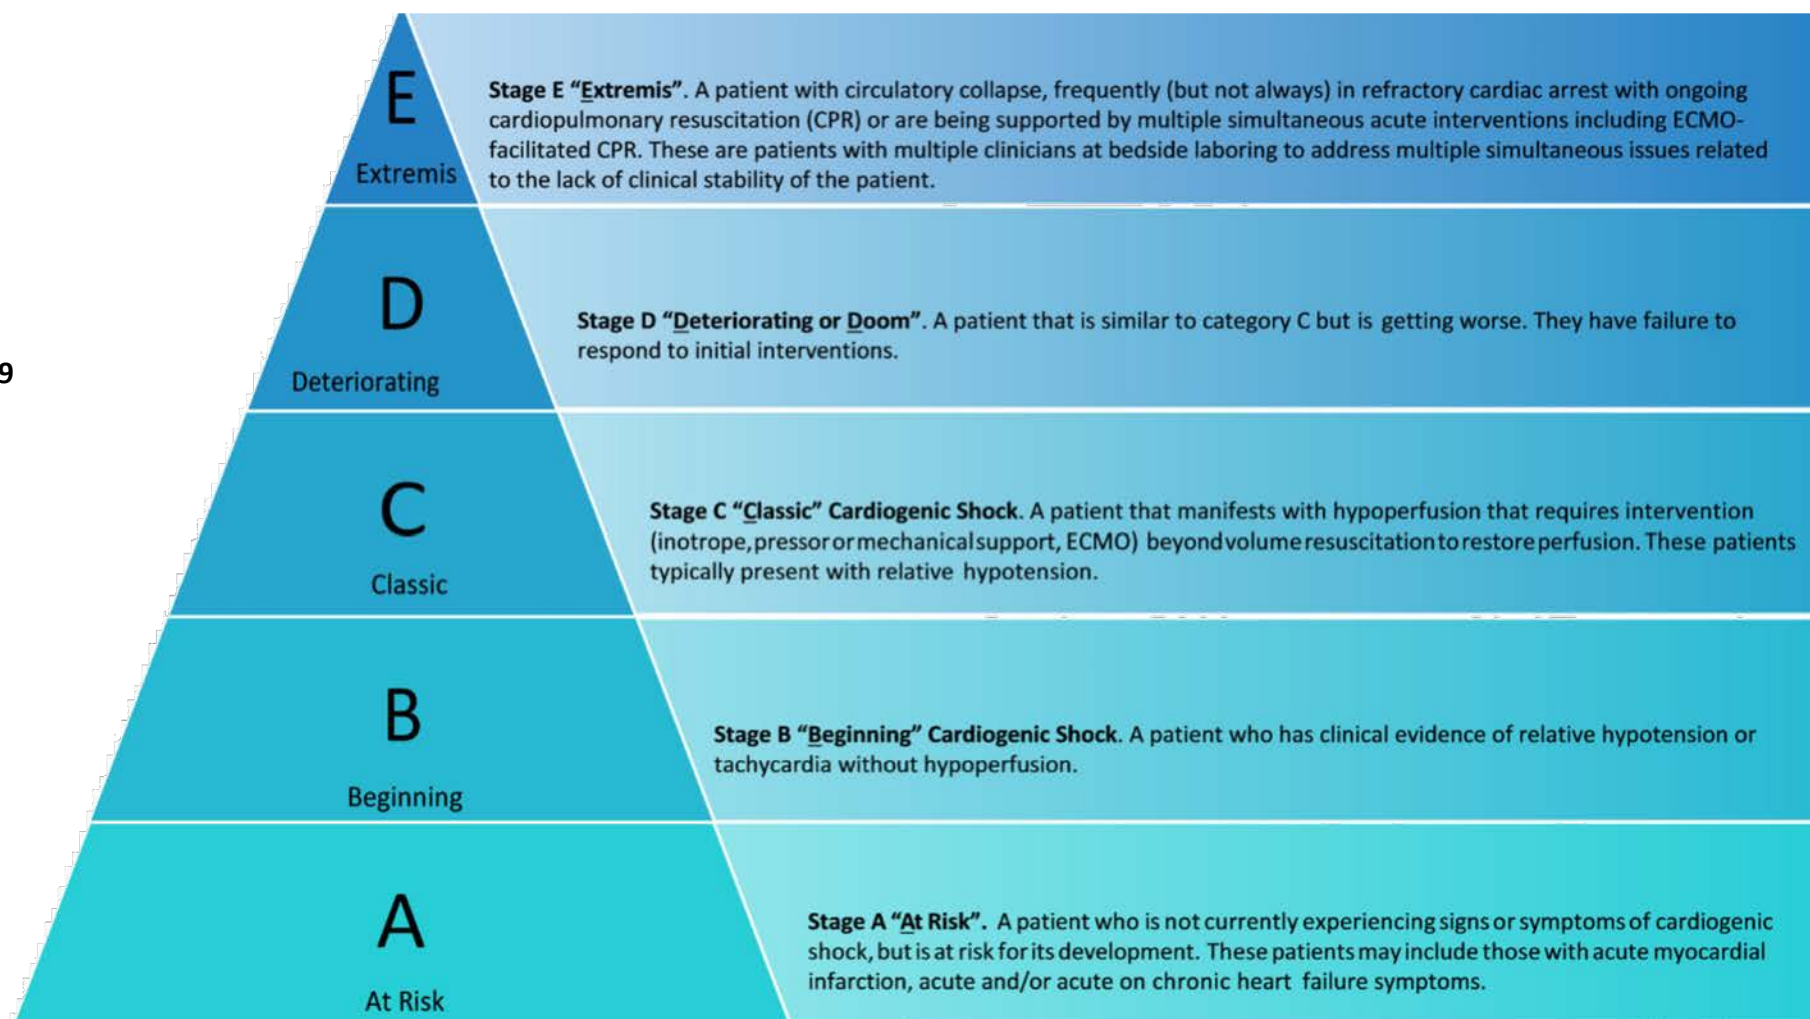 E
Extremis
Stage E “Extremis”. A patient with circulatory collapse, frequently (but not always) in refractory cardiac arrest with ongoing
cardiopulmonary resuscitation (CPR) or are being supported by multiple simultaneous acute interventions including ECMO-
facilitated CPR. These are patients with multiple clinicians at bedside laboring to address multiple simultaneous issues related
to the lack of clinical stability of the patient.
D
Deteriorating
Stage D “Deteriorating or Doom”. A patient that is similar to category C but is getting worse. They have failure to
respond to initial interventions.
9
C
Classic
Stage C “Classic” Cardiogenic Shock. A patient that manifests with hypoperfusion that requires intervention
(inotrope, pressor or mechanical support, ECMO) beyond volume resuscitation to restore perfusion. These patients
typically present with relative hypotension.
B
Beginning
Stage B “Beginning” Cardiogenic Shock. A patient who has clinical evidence of relative hypotension or
tachycardia without hypoperfusion.
A
At Risk
Stage A “At Risk”. A patient who is not currently experiencing signs or symptoms of cardiogenic
shock, but is at risk for its development. These patients may include those with acute myocardial
infarction, acute and/or acute on chronic heart failure symptoms.